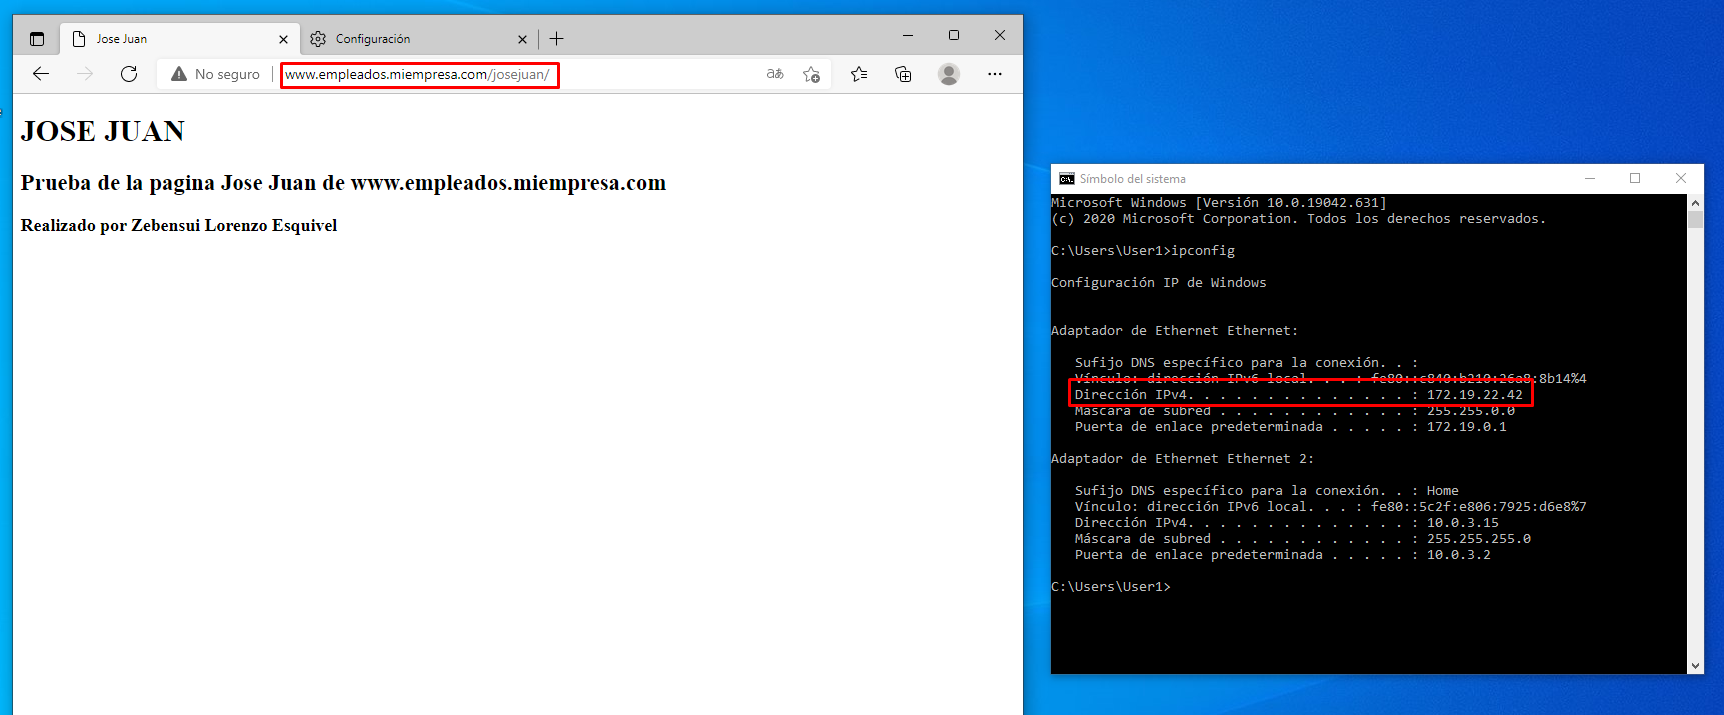 Jose Juan
Configuración
No seguro
www.empleados.miempresa.com/josejuan/
JOSE JUAN
Prueba de la pagina Jose Juan de www.empleados.miempresa.com
Realizado por Zebensui Lorenzo Esquivel
Símbolo del sistema
Microsoft Windows [Versión 10.0.19042.631]
(c) 2020 Microsoft Corporation. Todos los derechos reservados.
C:\Users\User1>ipconfig
Configuración IP de Windows
Adaptador de Ethernet Ethernet:
Sufijo DNS específico para la conexión. . :
Vínculo: dirección IPv6 local. . . : fe80::c840:b210:26a8:8b14%4
Dirección IPv4. . . . . . . . . . . . . . : 172.19.22.42
Máscara de subred . . . . . . . . . . . . : 255.255.0.0
Puerta de enlace predeterminada . . . . . : 172.19.0.1
Adaptador de Ethernet Ethernet 2:
Sufijo DNS específico para la conexión. . : Home
Vínculo: dirección IPv6 local. . . : fe80::5c2f:e806:7925:d6e8%7
Dirección IPv4. . . . . . . . . . . . . . : 10.0.3.15
Máscara de subred . . . . . . . . . . . . : 255.255.255.0
Puerta de enlace predeterminada . . . . . : 10.0.3.2
C:\Users\User1>